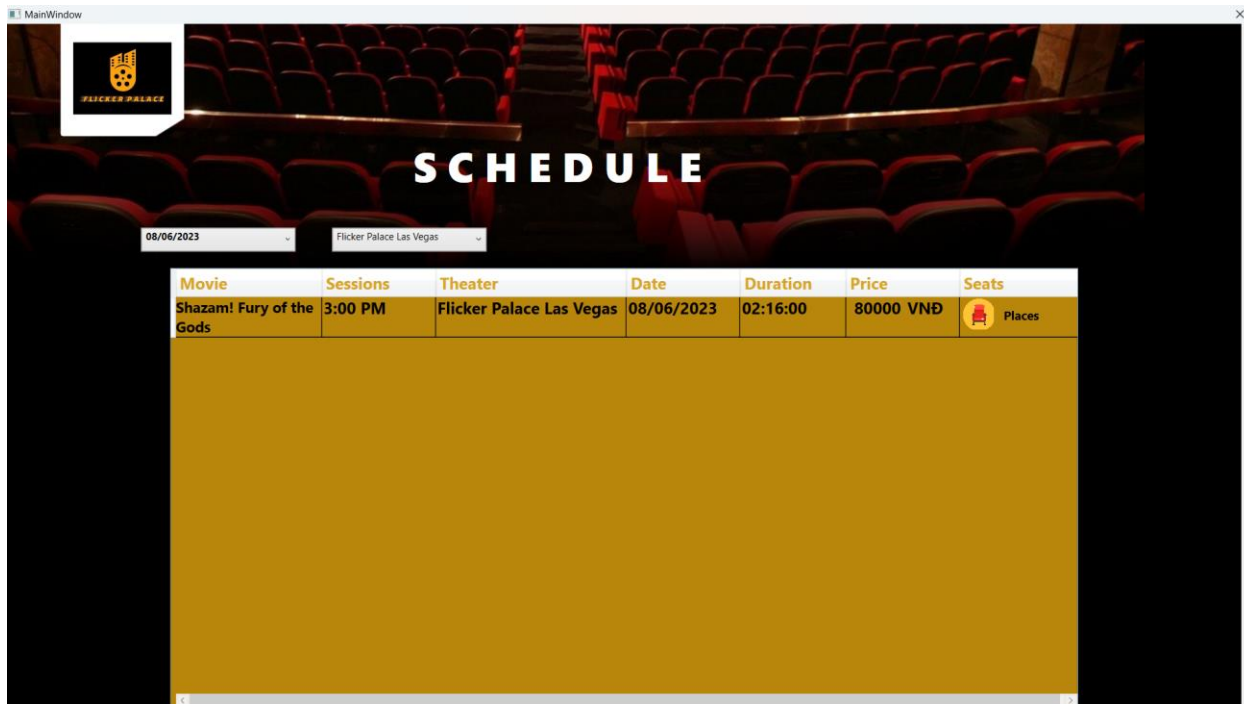 MainWindow
FLICKER PALACE
SCHEDULE
08/06/2023 Flicker Palace Las Vegas
Movie Sessions Theater Date Duration Price Seats
Shazam! Fury of the 3:00 PM Flicker Palace Las Vegas 08/06/2023 02:16:00 80000 VNĐ Places
Gods